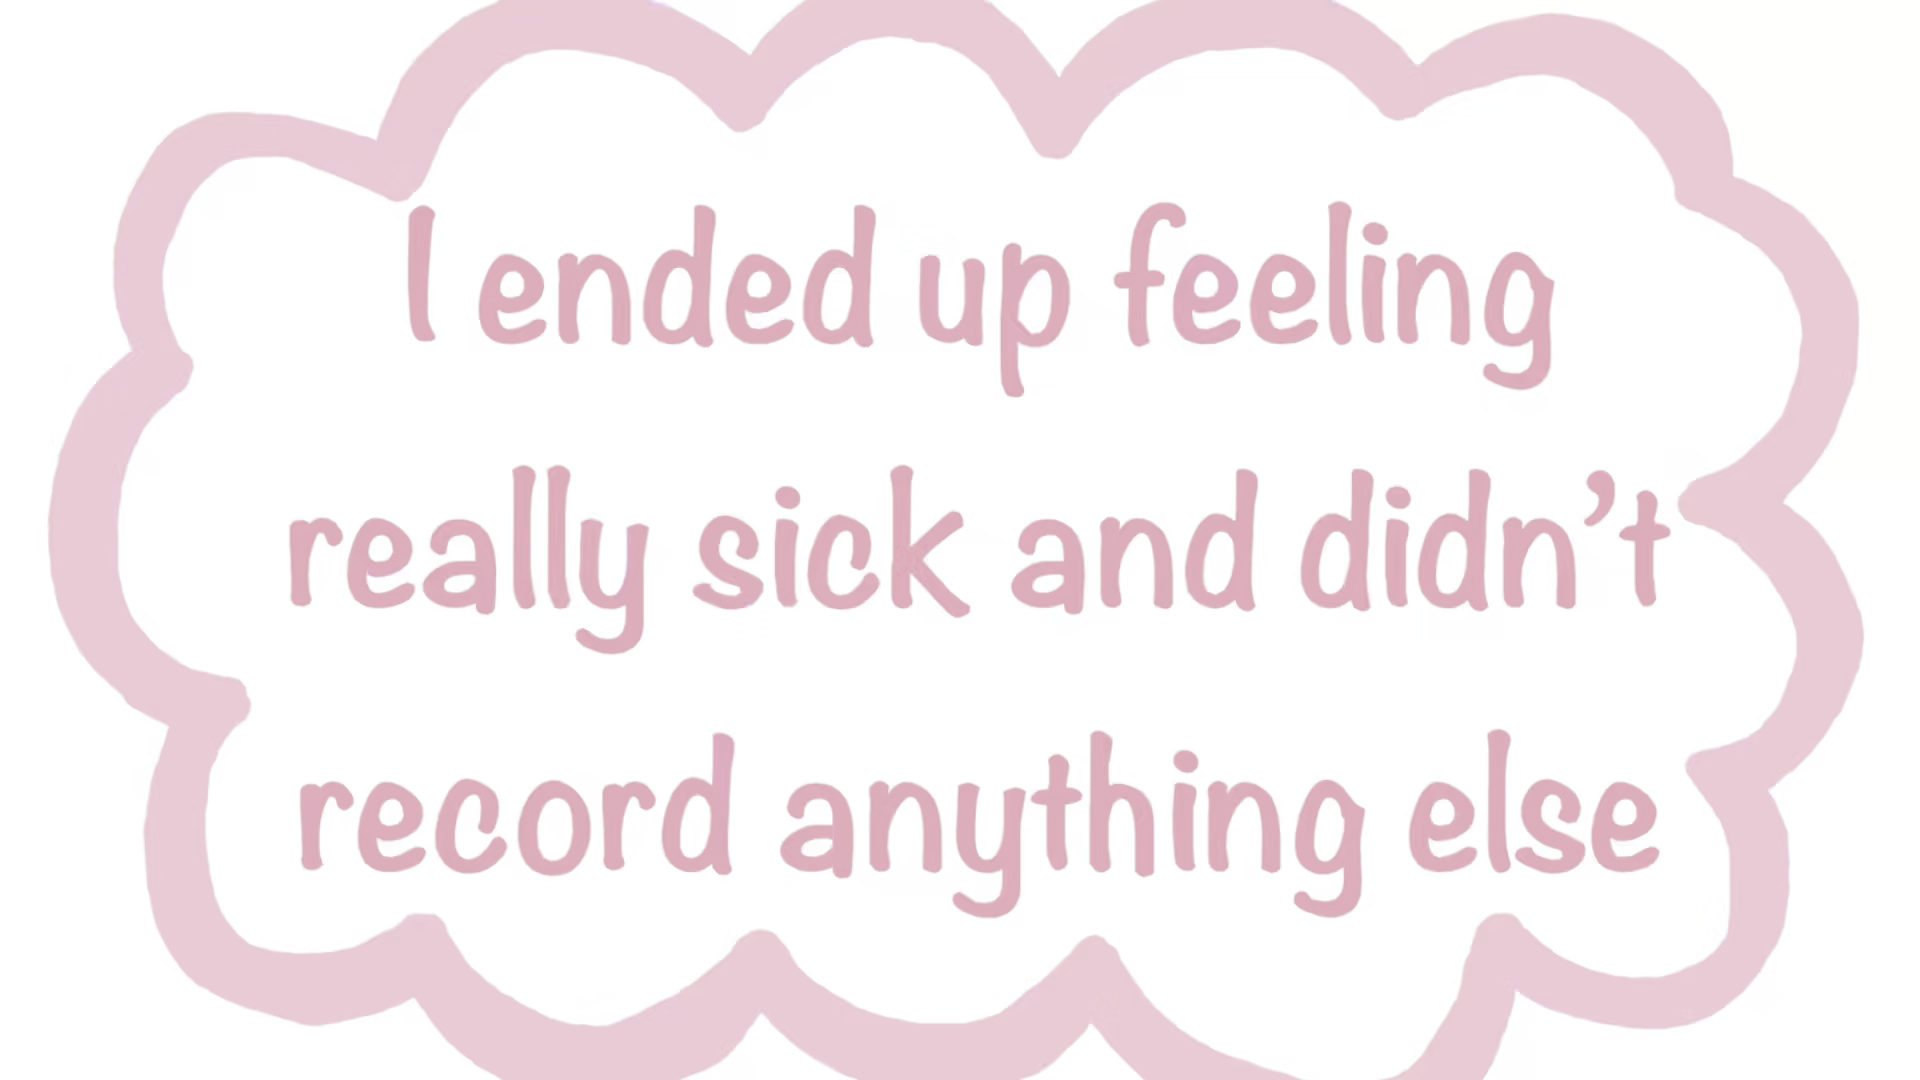 I ended up feeling
really sick and didn’t
record anything else